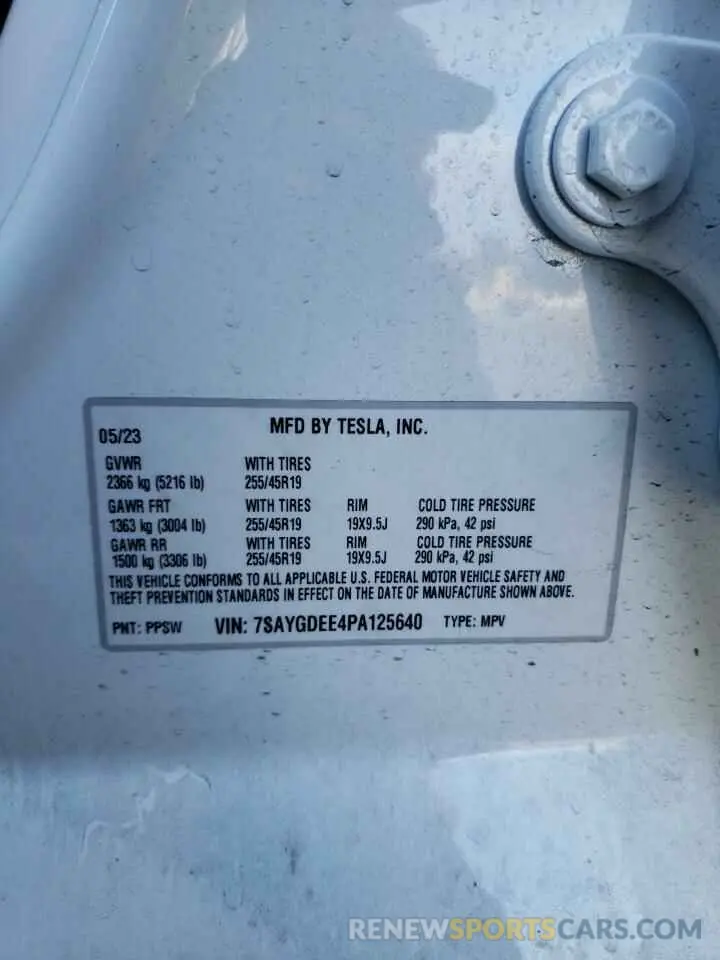 MFD BY TESLA, INC.
05/23
GVWR WITH TIRES
2366 kg (5216 lb) 255/45R19
GAWR FRT WITH TIRES RIM COLD TIRE PRESSURE
1363 kg (3004 lb) 255/45R19 19X9.5J 290 kPa, 42 psi
GAWR RR WITH TIRES RIM COLD TIRE PRESSURE
1500 kg (3306 lb) 255/45R19 19X9.5J 290 kPa, 42 psi
THIS VEHICLE CONFORMS TO ALL APPLICABLE U.S. FEDERAL MOTOR VEHICLE SAFETY AND
THEFT PREVENTION STANDARDS IN EFFECT ON THE DATE OF MANUFACTURE SHOWN ABOVE.
PNT: PPSW VIN: 7SAYGDEE4PA125640 TYPE: MPV
RENEWSPORTSCARS.COM